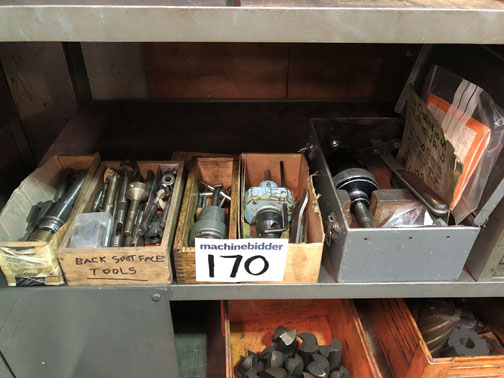 BACK SPOT FACE
TOOLS
machinebidder
170